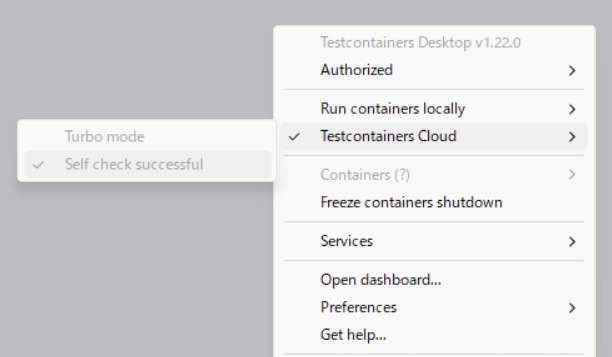 Testcontainers Desktop v1.22.0
Authorized
Run containers locally
Testcontainers Cloud
Turbo mode
Self check successful
Containers (?)
Freeze containers shutdown
Services
Open dashboard...
Preferences
Get help...